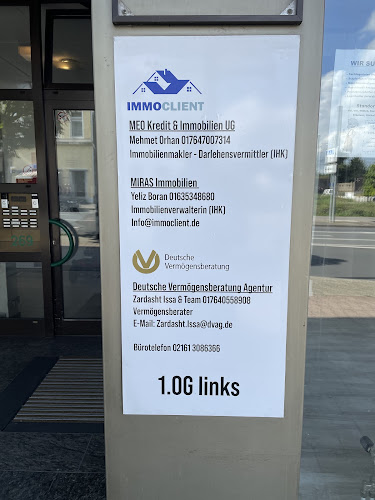 IMMOCLIENT
MEO Kredit & Immobilien UG
Mehmet Orhan 017647007314
Immobilienmakler - Darlehensvermittler (IHK)
MIRAS Immobilien
Yeliz Boran 01635348680
Immobilienverwalterin (IHK)
Info@immoclient.de
Deutsche
Vermögensberatung
Deutsche Vermögensberatung Agentur
Zardasht Issa & Team 017640558908
Vermögensberater
E-Mail: Zardasht.Issa@dvag.de
Bürotelefon 02161 3086366
1.OG links
WIR SU